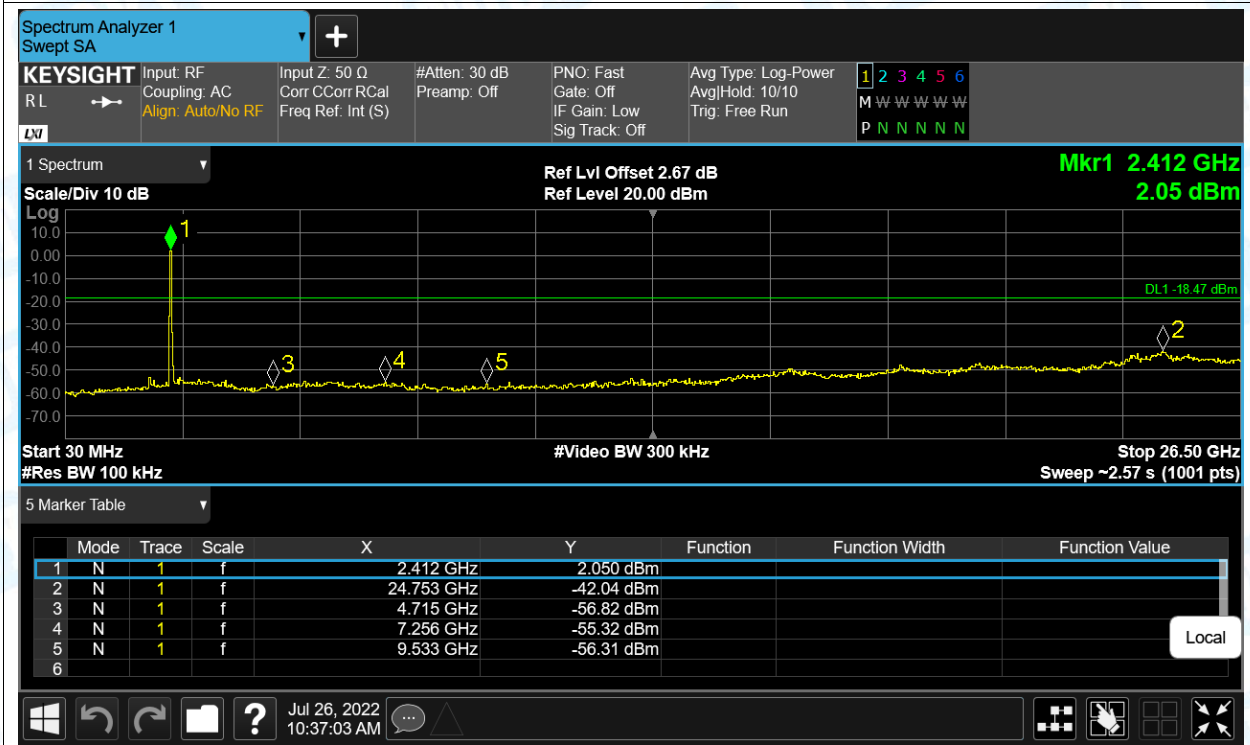 Spectrum Analyzer 1
Swept SA
KEYSIGHT
R L
LXI
Input: RF
Coupling: AC
Align: Auto/No RF
Input Z: 50 Ω
Corr CCorr RCal
Freq Ref: Int (S)
#Atten: 30 dB
Preamp: Off
PNO: Fast
Gate: Off
IF Gain: Low
Sig Track: Off
Avg Type: Log-Power
Avg|Hold: 10/10
Trig: Free Run
1 2 3 4 5 6
M W W W W W
P N N N N N
1 Spectrum
Scale/Div 10 dB
Ref Lvl Offset 2.67 dB
Ref Level 20.00 dBm
Mkr1 2.412 GHz
2.05 dBm
Log
10.0
0.00
-10.0
-20.0
-30.0
-40.0
-50.0
-60.0
-70.0
1
DL1 -18.47 dBm
2
3
4
5
Start 30 MHz
#Video BW 300 kHz
Stop 26.50 GHz
#Res BW 100 kHz
Sweep ~2.57 s (1001 pts)
5 Marker Table
Mode Trace Scale X Y Function Function Width Function Value
1 N 1 f 2.412 GHz 2.050 dBm
2 N 1 f 24.753 GHz -42.04 dBm
3 N 1 f 4.715 GHz -56.82 dBm
4 N 1 f 7.256 GHz -55.32 dBm
5 N 1 f 9.533 GHz -56.31 dBm
6
Local
?
Jul 26, 2022
10:37:03 AM